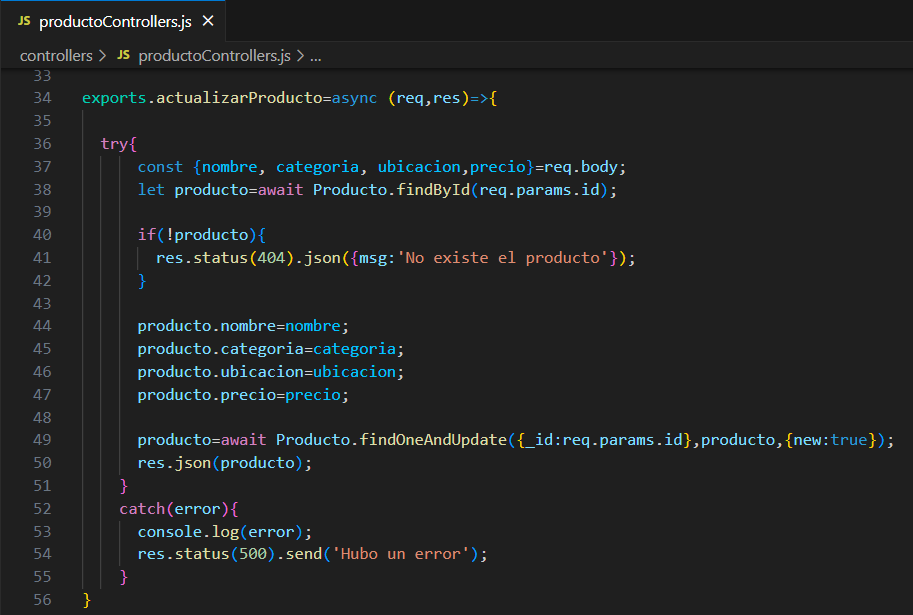 JS productoControllers.js ×
controllers > JS productoControllers.js > ...
33
34 exports.actualizarProducto=async (req,res)=>{
35
36 try{
37 const {nombre, categoria, ubicacion,precio}=req.body;
38 let producto=await Producto.findById(req.params.id);
39
40 if(!producto){
41 res.status(404).json({msg:'No existe el producto'});
42 }
43
44 producto.nombre=nombre;
45 producto.categoria=categoria;
46 producto.ubicacion=ubicacion;
47 producto.precio=precio;
48
49 producto=await Producto.findOneAndUpdate({_id:req.params.id},producto,{new:true});
50 res.json(producto);
51 }
52 catch(error){
53 console.log(error);
54 res.status(500).send('Hubo un error');
55 }
56 }